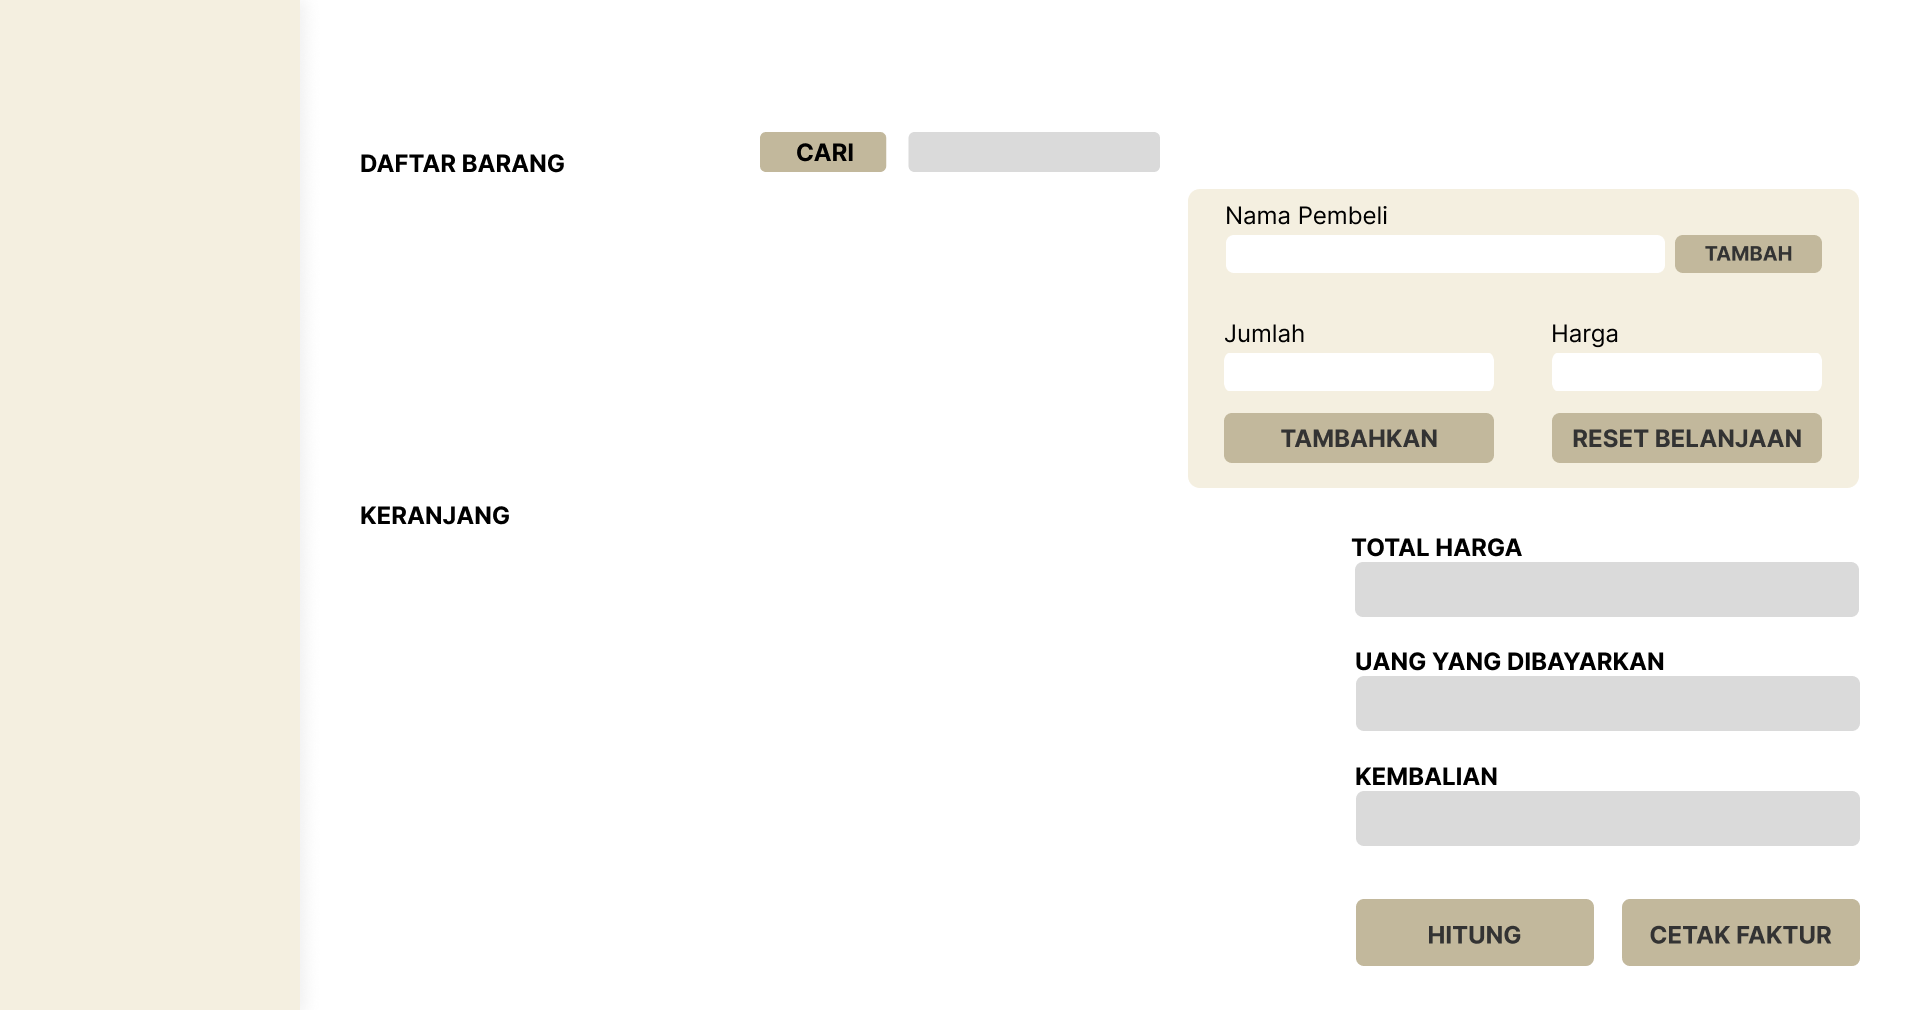 DAFTAR BARANG
CARI
Nama Pembeli
TAMBAH
Jumlah
Harga
TAMBAHKAN
RESET BELANJAAN
KERANJANG
TOTAL HARGA
UANG YANG DIBAYARKAN
KEMBALIAN
HITUNG
CETAK FAKTUR